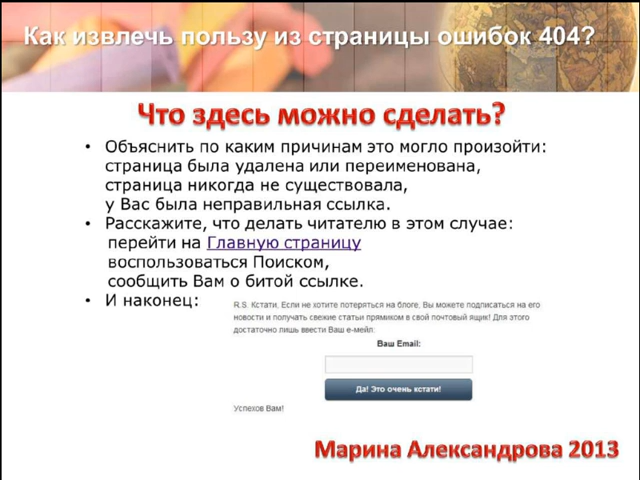 Как извлечь пользу из страницы ошибок 404?
Что здесь можно сделать?
• Объяснить по каким причинам это могло произойти:
страница была удалена или переименована,
страница никогда не существовала,
у Вас была неправильная ссылка.
• Расскажите, что делать читателю в этом случае:
перейти на Главную страницу
воспользоваться Поиском,
сообщить Вам о битой ссылке.
• И наконец:
R.S. Кстати, Если не хотите потеряться на блоге, Вы можете подписаться на его
новости и получать свежие статьи прямиком в свой почтовый ящик! Для этого
достаточно лишь ввести Ваш е-мейл:
Ваш Email:
Да! Это очень кстати!
Успехов Вам!
Марина Александрова 2013